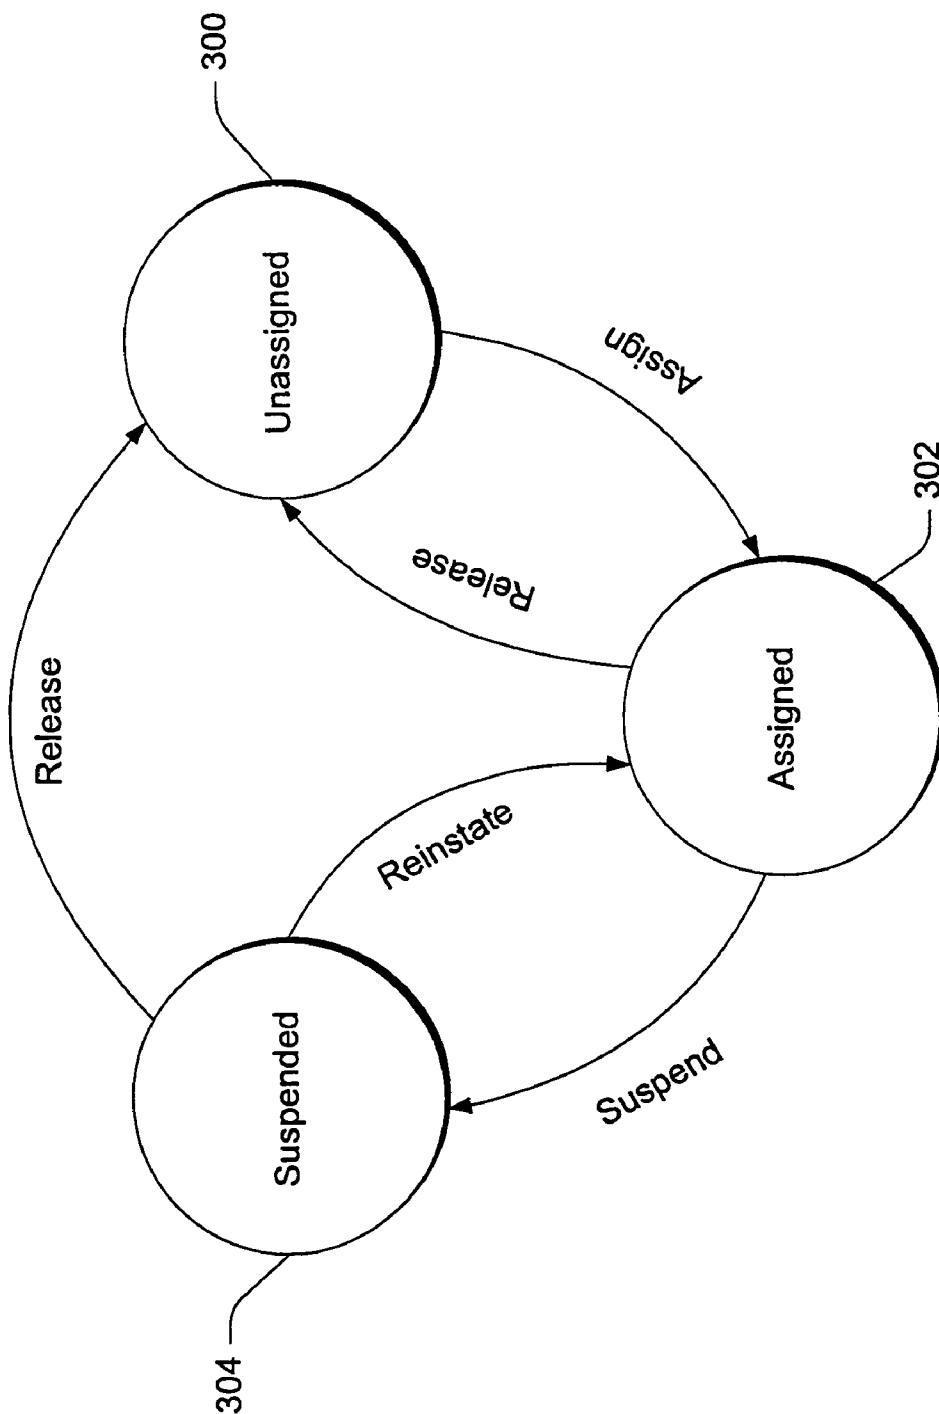 300
Unassigned
Release
Assign
Release
302
Assigned
Reinstate
Suspended
Suspend
304